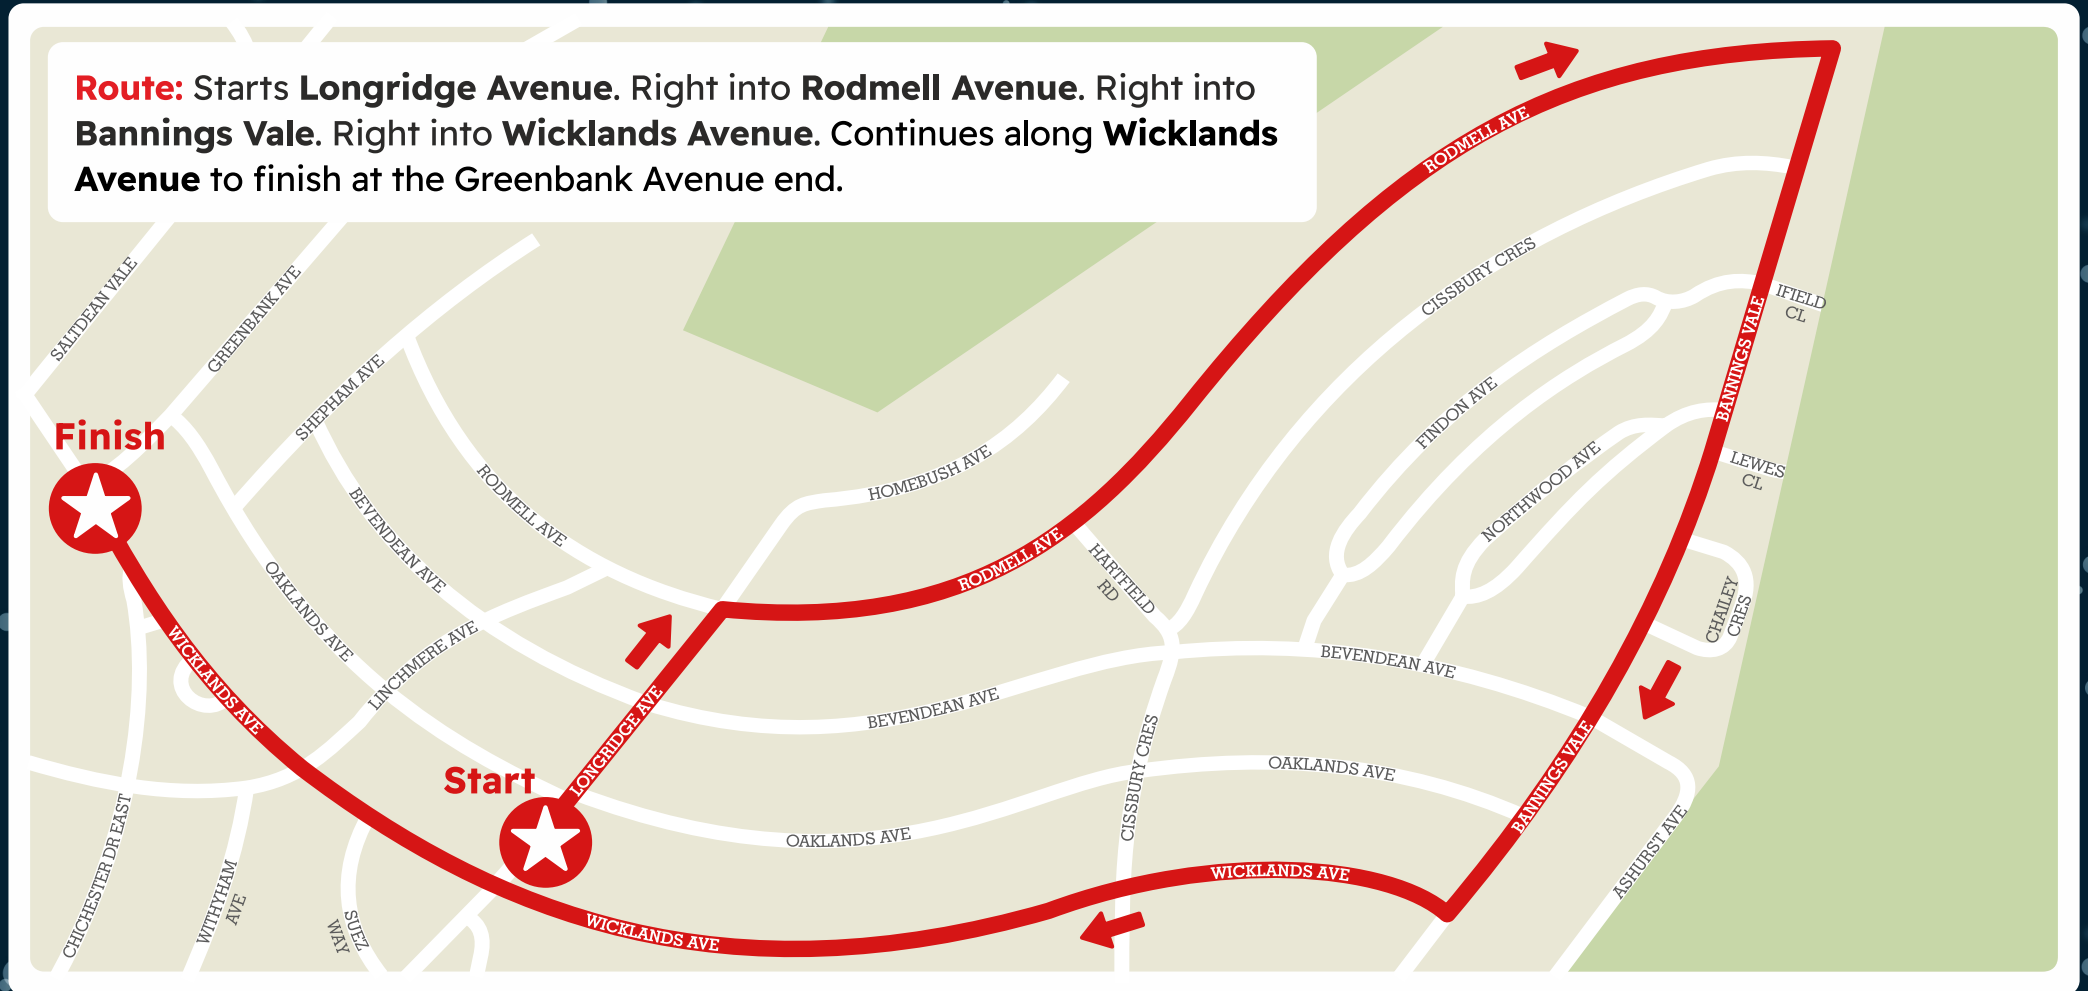 Route: Starts Longridge Avenue. Right into Rodmell Avenue. Right into
Bannings Vale. Right into Wicklands Avenue. Continues along Wicklands
Avenue to finish at the Greenbank Avenue end.
RODMELL AVE
SALTDEAN VALE
GREENBANK AVE
CISSBURY CRES
IFIELD
CL
SHEPHAM AVE
BANNINGS VALE
FINDON AVE
Finish
HOMEBUSH AVE
RODMELL AVE
LEWES
CL
NORTHWOOD AVE
BEVENDEAN AVE
RODMELL AVE
HARTFIELD
RD
OAKLANDS AVE
CHAILEY
CRES
LINCHMERE AVE
BEVENDEAN AVE
WICKLANDS AVE
LONGRIDGE AVE
BEVENDEAN AVE
CISSBURY CRES
BANNINGS VALE
OAKLANDS AVE
Start
OAKLANDS AVE
ASHURST AVE
CHICHESTER DR EAST
WITHYHAM
AVE
WICKLANDS AVE
SUEZ
WAY
WICKLANDS AVE